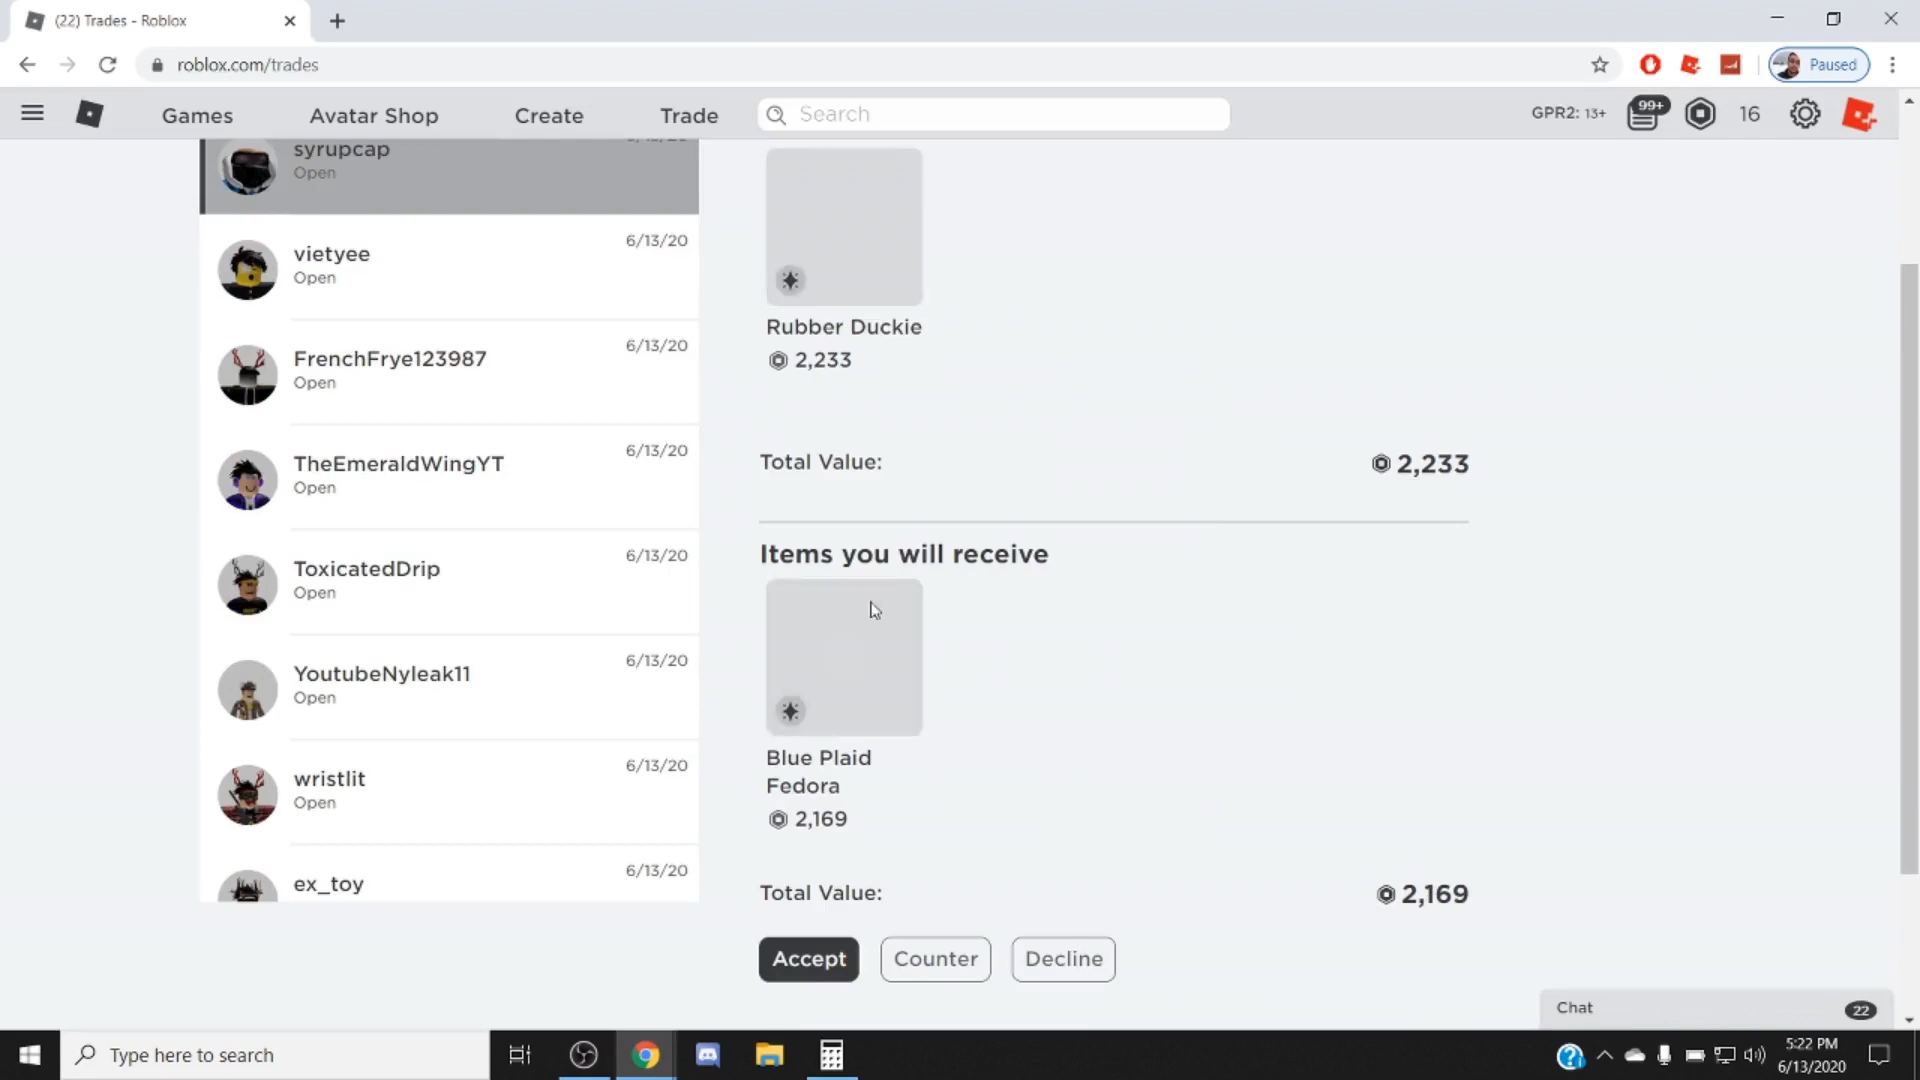 (22) Trades - Roblox
roblox.com/trades
Paused
Games
Avatar Shop
Create
Trade
Search
GPR2: 13+
99+
16
syrupcap
Open
vietyee
Open
6/13/20
FrenchFrye123987
Open
6/13/20
TheEmeraldWingYT
Open
6/13/20
ToxicatedDrip
Open
6/13/20
YoutubeNyleak11
Open
6/13/20
wristlit
Open
6/13/20
ex_toy
6/13/20
Rubber Duckie
2,233
Total Value:
2,233
Items you will receive
Blue Plaid
Fedora
2,169
Total Value:
2,169
Accept
Counter
Decline
Chat
22
Type here to search
5:22 PM
6/13/2020